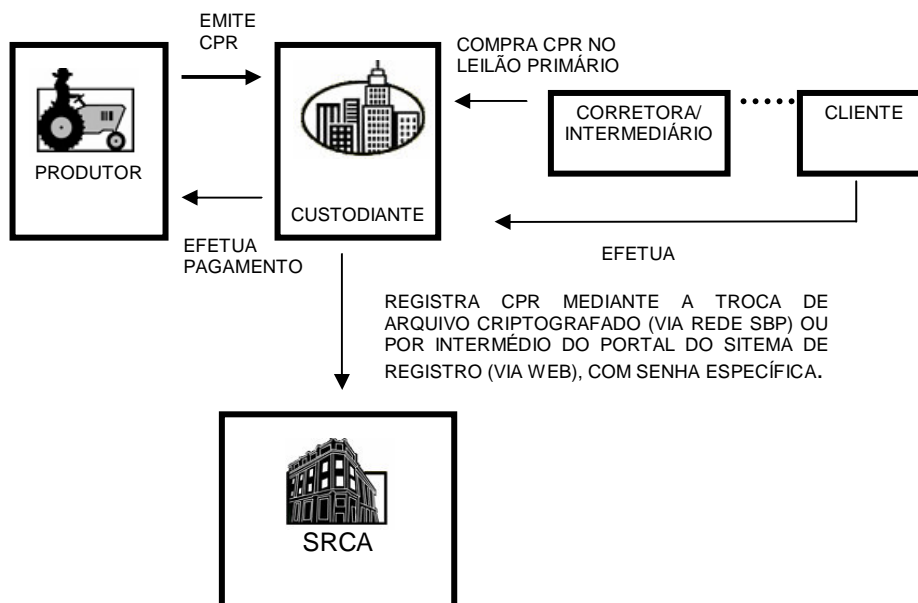 EMITE
CPR
COMPRA CPR NO
LEILÃO PRIMÁRIO
PRODUTOR
CUSTODIANTE
CORRETORA/
INTERMEDIÁRIO
CLIENTE
EFETUA
PAGAMENTO
EFETUA
REGISTRA CPR MEDIANTE A TROCA DE
ARQUIVO CRIPTOGRAFADO (VIA REDE SBP) OU
POR INTERMÉDIO DO PORTAL DO SITEMA DE
REGISTRO (VIA WEB), COM SENHA ESPECÍFICA.
SRCA